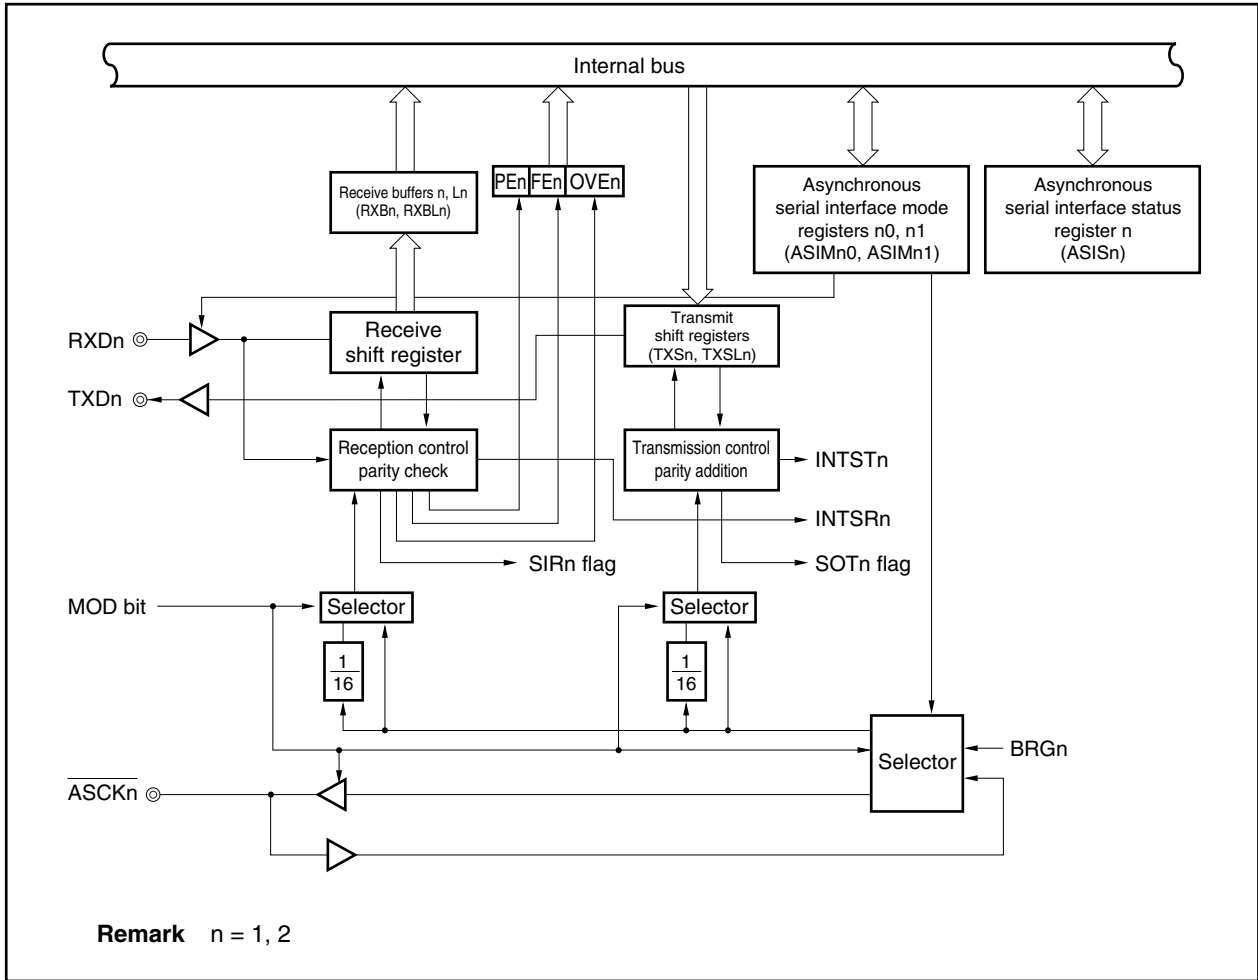 Internal bus
Receive buffers n, Ln
(RXBn, RXBLn)
PEn FEn OVEn
Asynchronous
serial interface mode
registers n0, n1
(ASIMn0, ASIMn1)
Asynchronous
serial interface status
register n
(ASISn)
RXDn
Receive
shift register
Transmit
shift registers
(TXSn, TXSLn)
TXDn
Reception control
parity check
Transmission control
parity addition
INTSTn
INTSRn
SIRn flag
SOTn flag
MOD bit
Selector
Selector
1
16
1
16
Selector
BRGn
ASCKn
Remark n = 1, 2